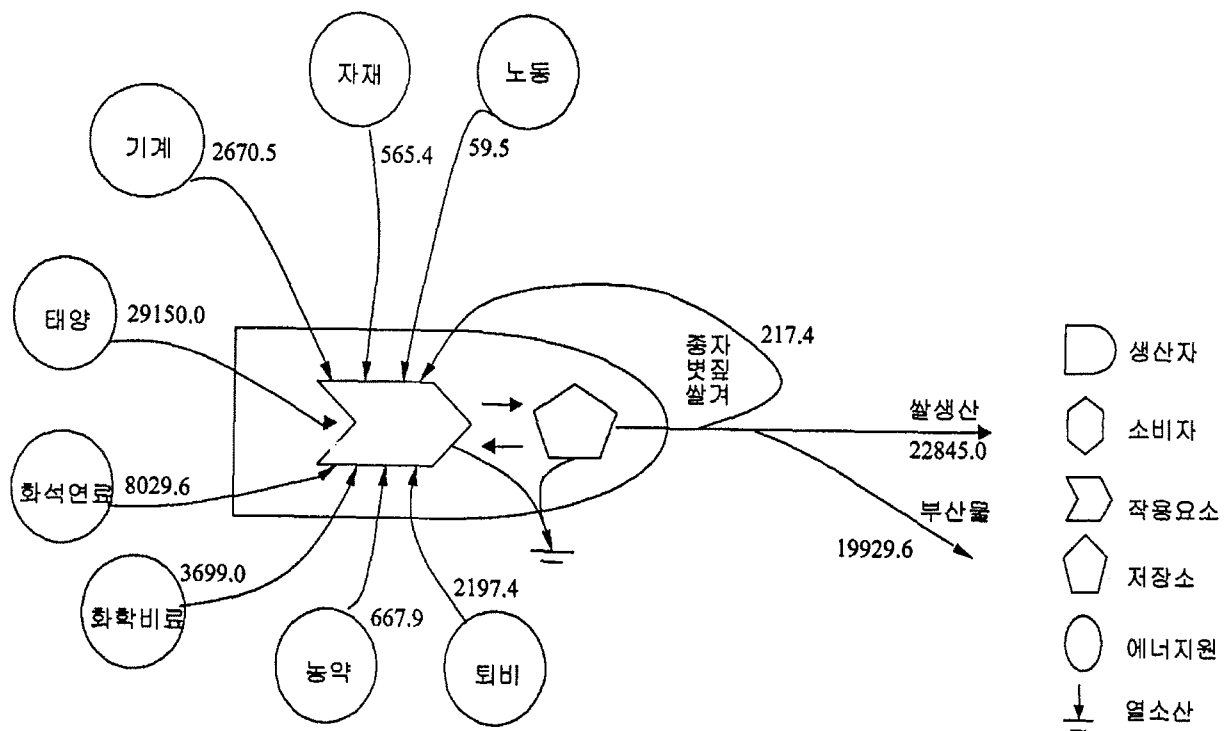 자재
노동
기계
2670.5
565.4
59.5
태양
29150.0
종자
볏짚
쌀겨
217.4
쌀생산
22845.0
부산물
19929.6
화석연료
8029.6
3699.0
화학비료
667.9
2197.4
농약
퇴비
생산자
소비자
작용요소
저장소
에너지원
열소산